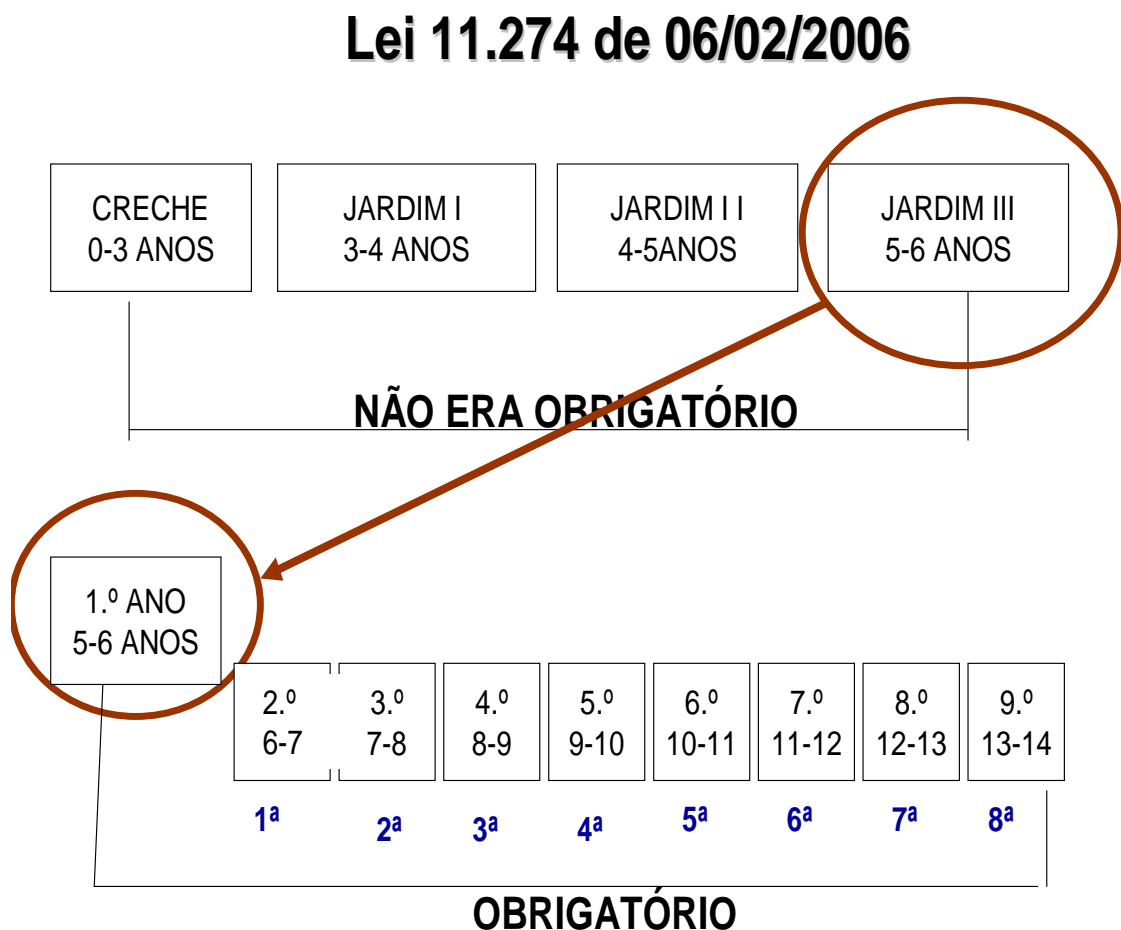 Lei 11.274 de 06/02/2006
CRECHE
0-3 ANOS
JARDIM I
3-4 ANOS
JARDIM I I
4-5ANOS
JARDIM III
5-6 ANOS
NÃO ERA OBRIGATÓRIO
1.º ANO
5-6 ANOS
2.º
6-7
3.º
7-8
4.º
8-9
5.º
9-10
6.º
10-11
7.º
11-12
8.º
12-13
9.º
13-14
1ª
2ª
3ª
4ª
5ª
6ª
7ª
8ª
OBRIGATÓRIO